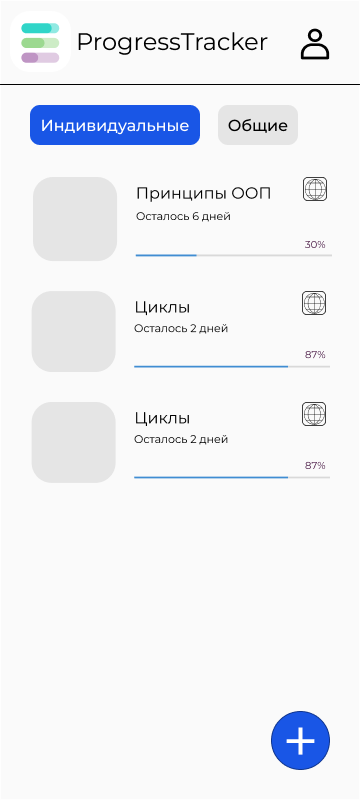 ProgressTracker
Индивидуальные
Общие
Принципы ООП
Осталось 6 дней
30%
Циклы
Осталось 2 дней
87%
Циклы
Осталось 2 дней
87%